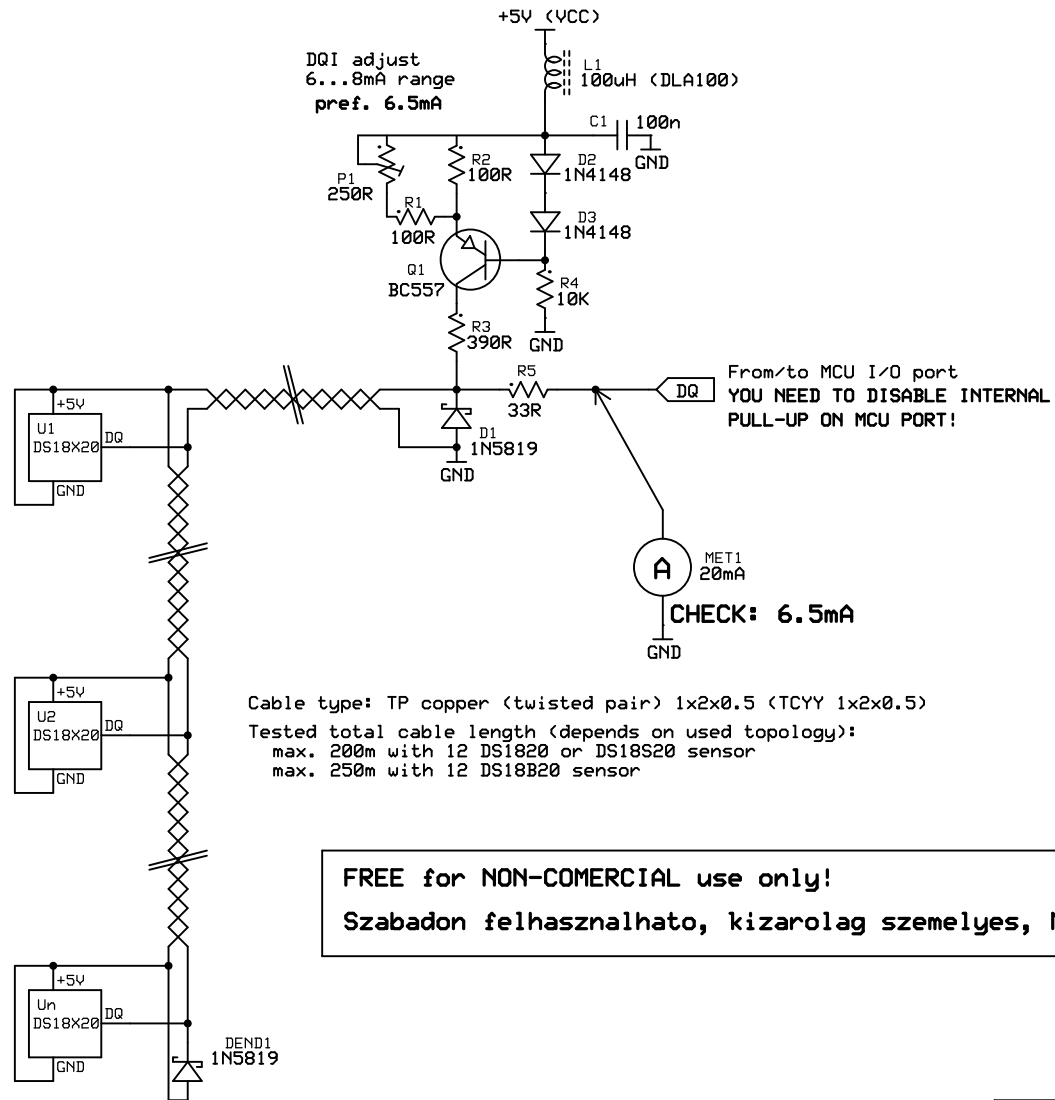 +5V (VCC)
DQI adjust
6...8mA range
pref. 6.5mA
L1
100uH (DLA100)
C1
100n
GND
P1
250R
R2
100R
D2
1N4148
R1
100R
D3
1N4148
Q1
BC557
R4
10K
GND
R3
390R
R5
33R
DQ
From/to MCU I/O port
YOU NEED TO DISABLE INTERNAL
PULL-UP ON MCU PORT!
D1
1N5819
GND
+5V
U1
DS18X20
DQ
GND
A
MET1
20mA
CHECK: 6.5mA
GND
+5V
U2
DS18X20
DQ
GND
Cable type: TP copper (twisted pair) 1x2x0.5 (TCYY 1x2x0.5)
Tested total cable length (depends on used topology):
max. 200m with 12 DS1820 or DS18S20 sensor
max. 250m with 12 DS18B20 sensor
FREE for NON-COMERCIAL use only!
Szabadon felhasznalhato, kizarolag szemelyes,
+5V
Un
DS18X20
DQ
GND
DEND1
1N5819